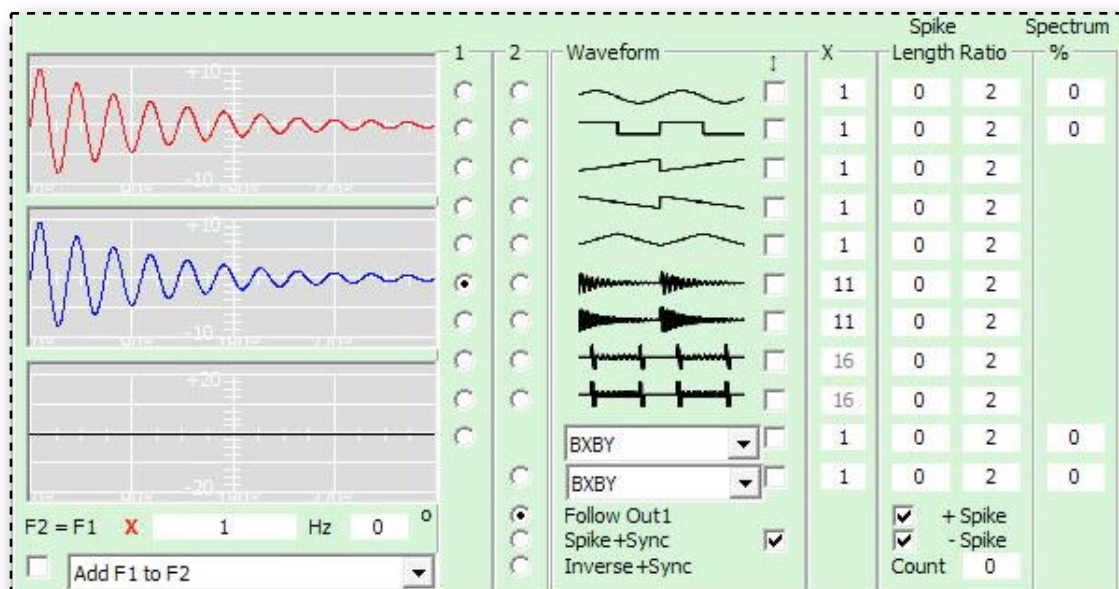 Spike Spectrum
1 2 Waveform ↕ X Length Ratio %
+10
-10
1 0 2 0
1 0 2 0
1 0 2
1 0 2
+10
-10
1 0 2
11 0 2
11 0 2
+20
-20
16 0 2
16 0 2
BXBY 1 0 2 0
BXBY 1 0 2 0
F2 = F1 X 1 Hz 0 o
Follow Out1 + Spike
Spike+Sync - Spike
Add F1 to F2
Inverse+Sync Count 0